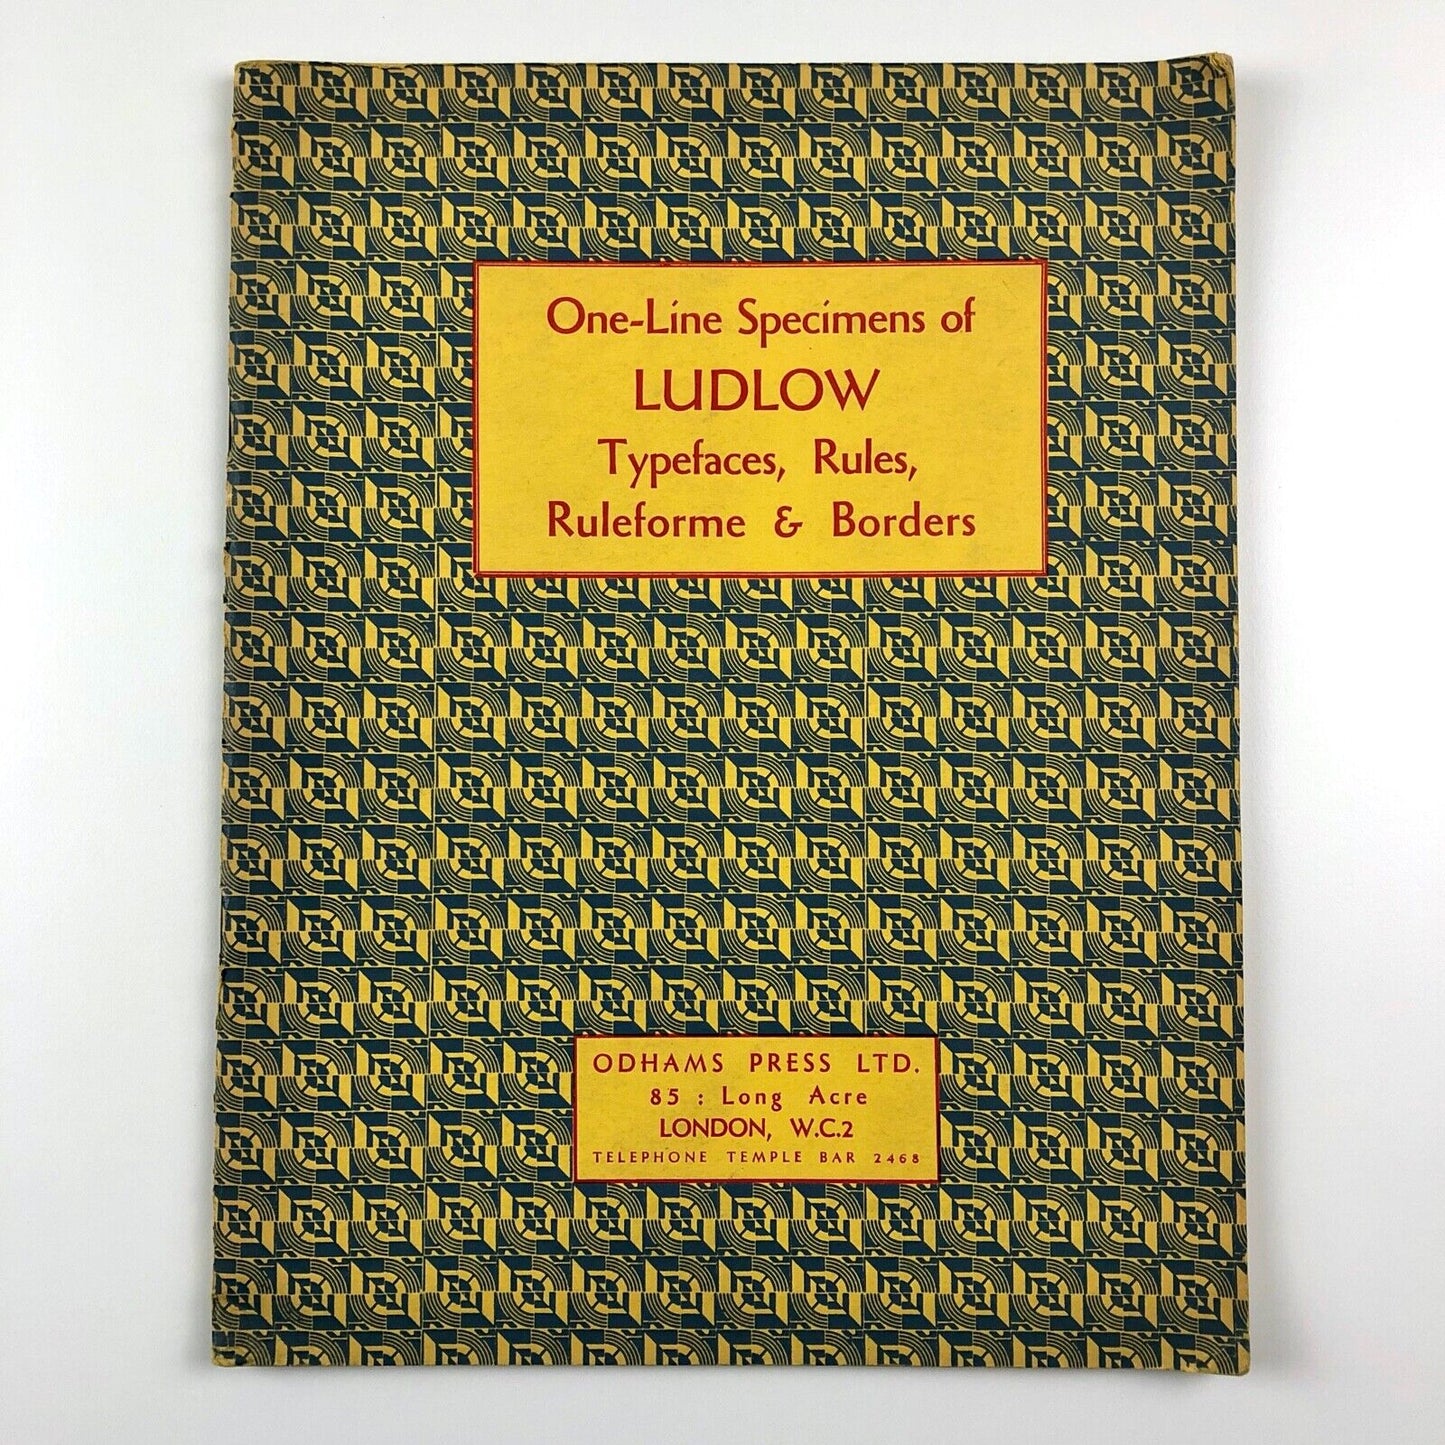 One-Line Specimens of
LUDLOW
Typefaces, Rules,
Ruleforme & Borders
ODHAMS PRESS LTD.
85 : Long Acre
LONDON, W.C.2
TELEPHONE TEMPLE BAR 2468